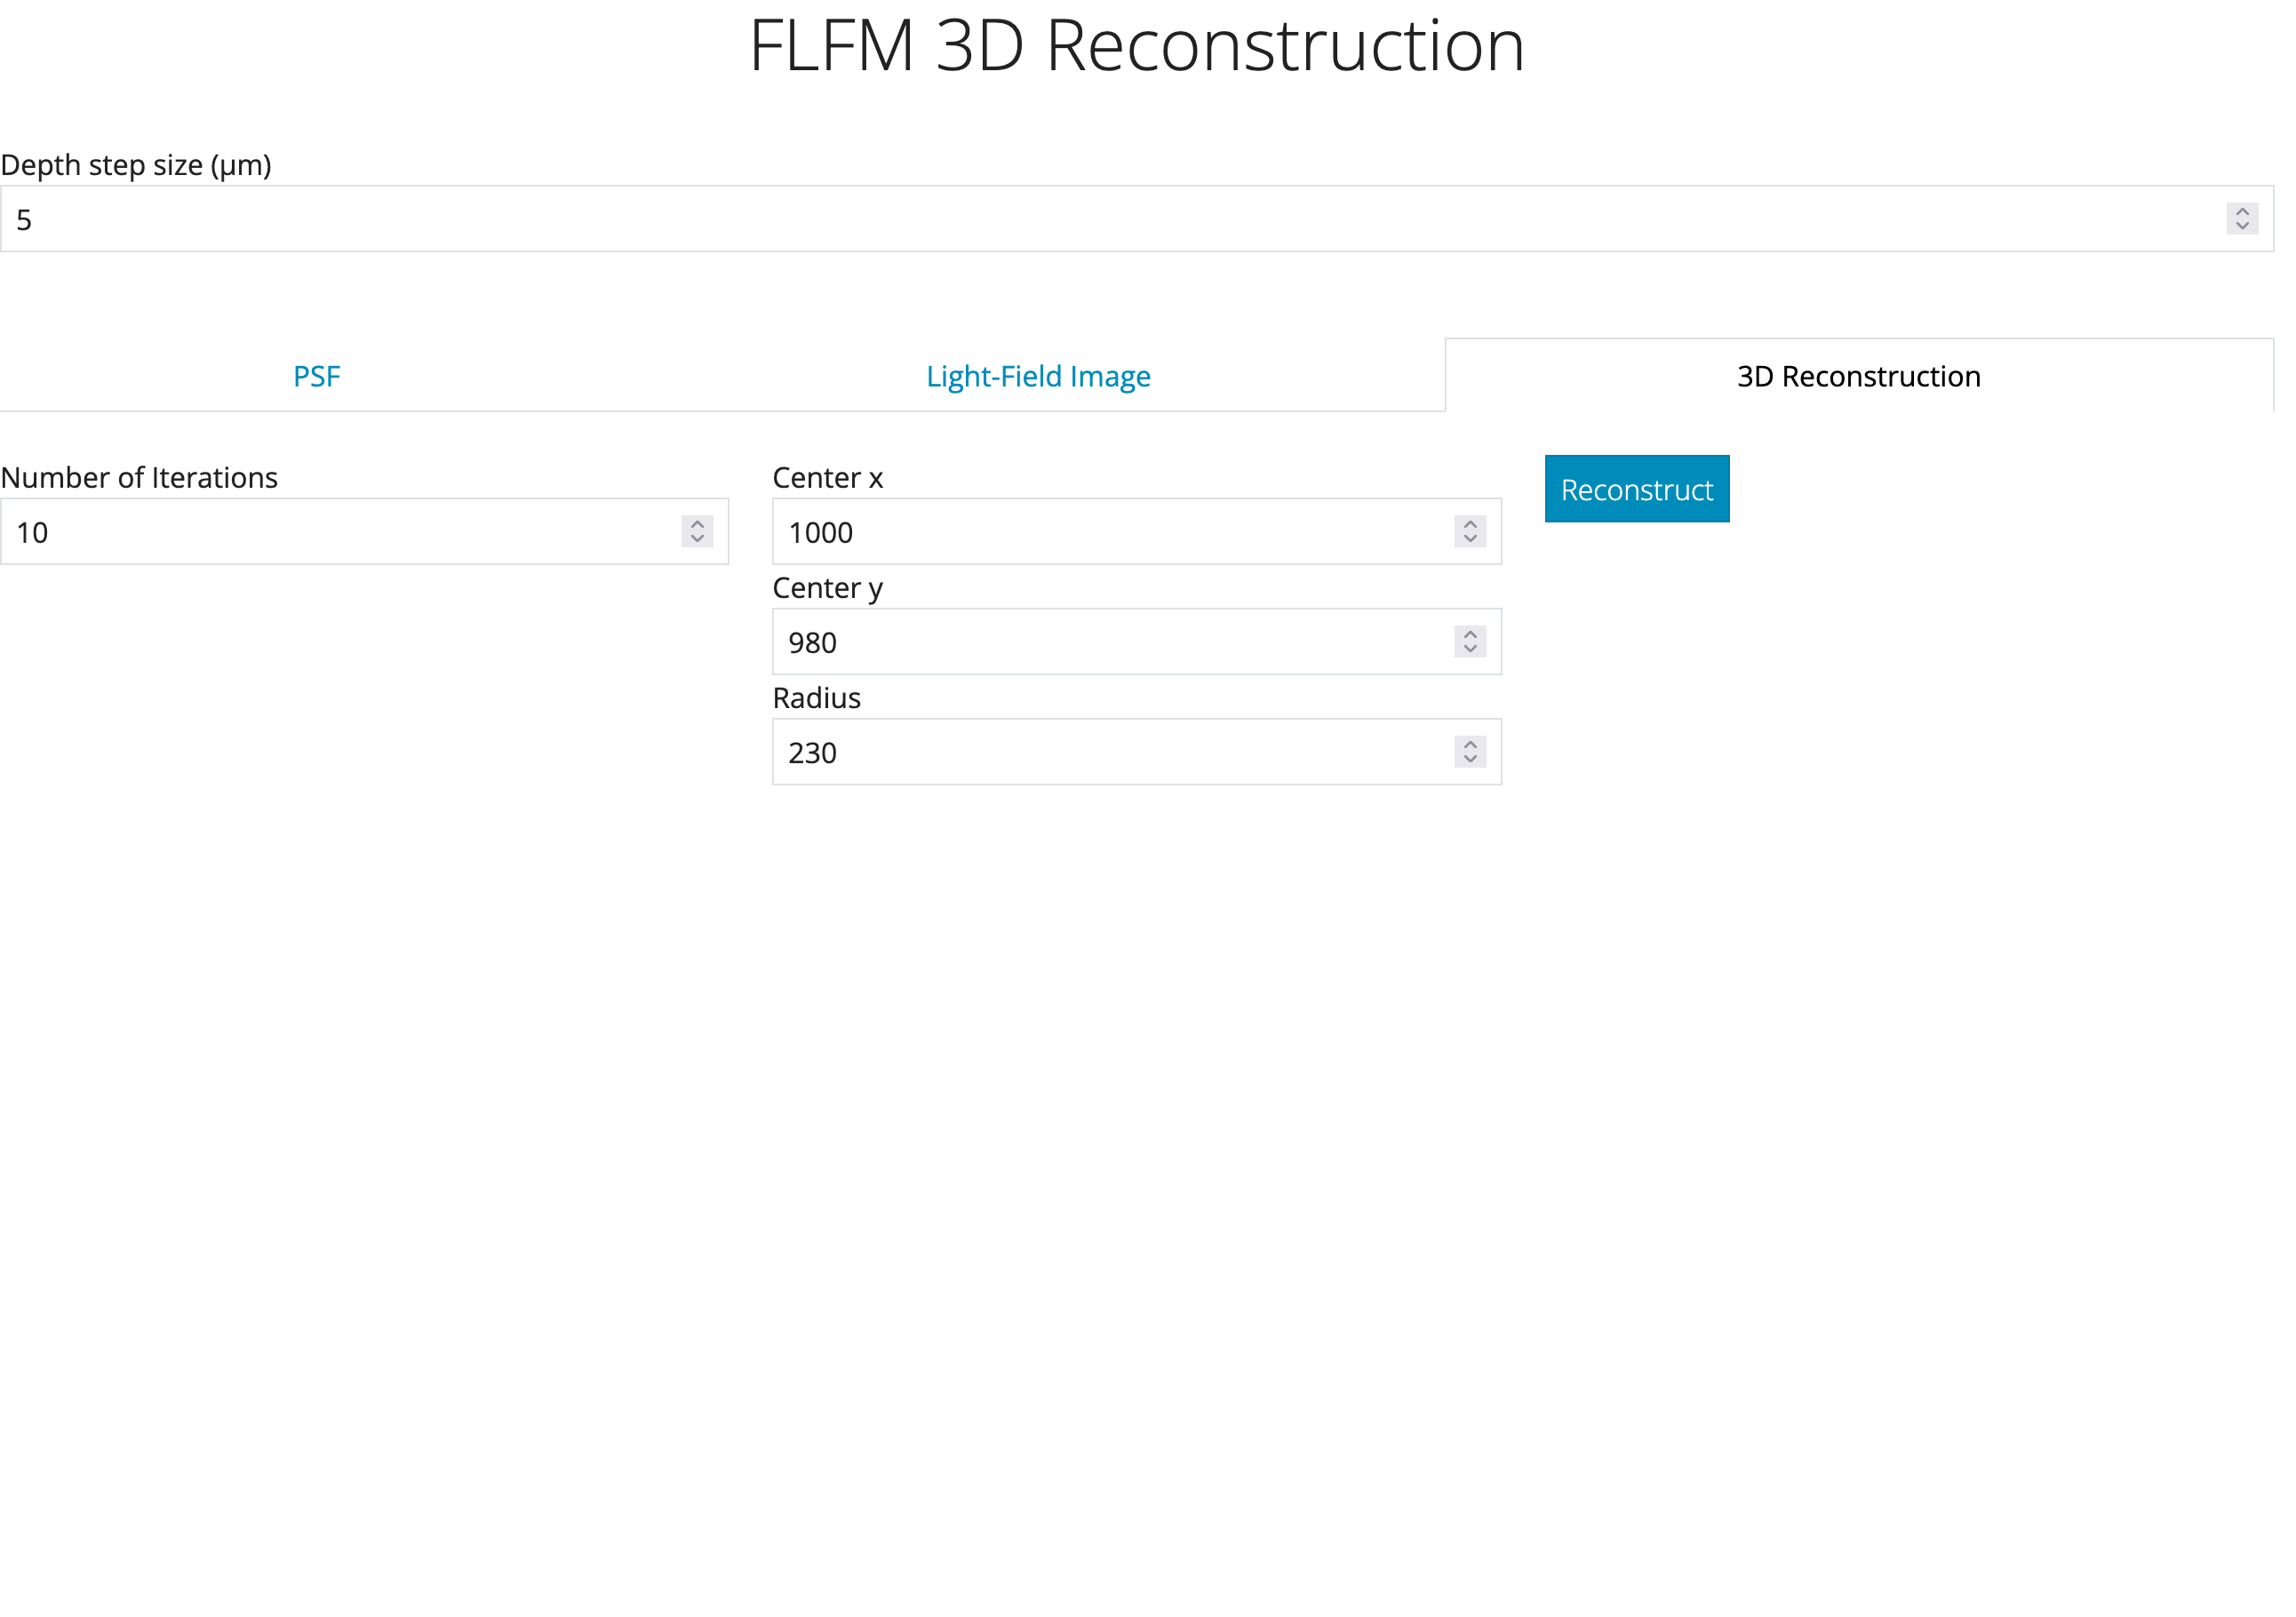 FLFM 3D Reconstruction
Depth step size (µm)
5
PSF
Light-Field Image
3D Reconstruction
Number of Iterations
10
Center x
1000
Center y
980
Radius
230
Reconstruct